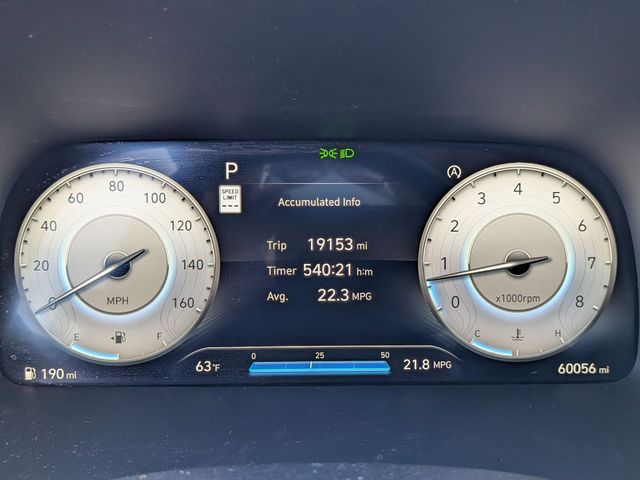 P
SPEED
LIMIT
---
Accumulated Info
Trip 19153 mi
Timer 540:21 h:m
Avg. 22.3 MPG
0 20 40 60 80 100 120 140 160
MPH
E F
190 mi
63°F
0 25 50
21.8 MPG
A
0 1 2 3 4 5 6 7 8
x1000rpm
C H
60056 mi